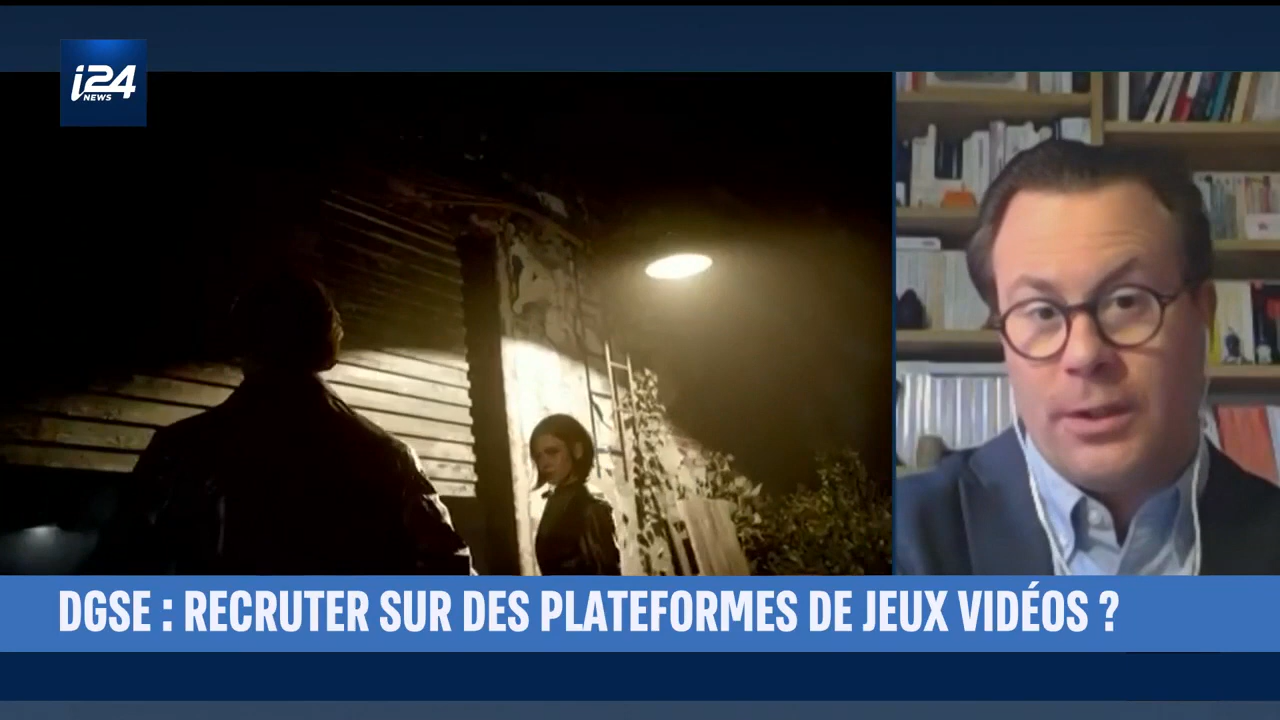 i24
NEWS
DGSE : RECRUTER SUR DES PLATEFORMES DE JEUX VIDÉOS ?